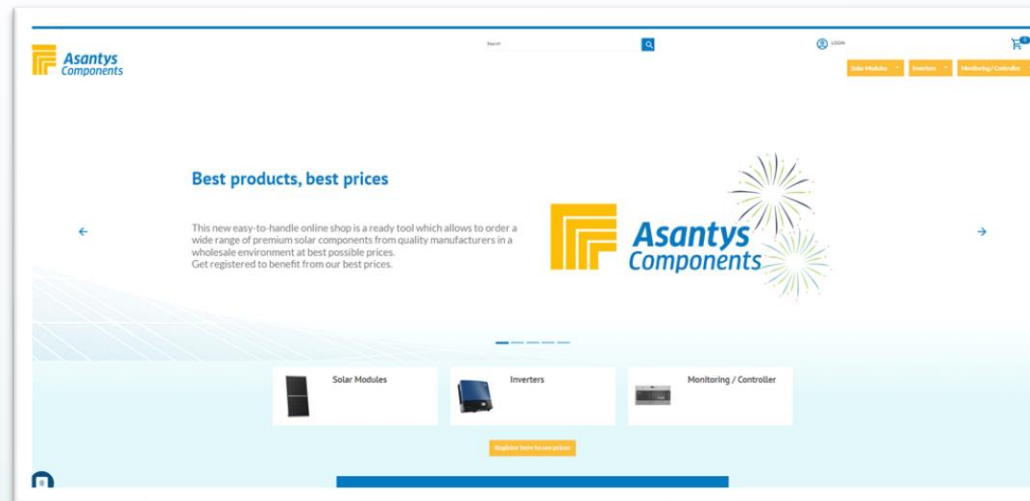 Asantys
Components
Search
LOGIN
0
Solar Modules
Inverters
Monitoring / Controller
Best products, best prices
This new easy-to-handle online shop is a ready tool which allows to order a
wide range of premium solar components from quality manufacturers in a
wholesale environment at best possible prices.
Get registered to benefit from our best prices.
Asantys
Components
Solar Modules
Inverters
Monitoring / Controller
Register here to see prices